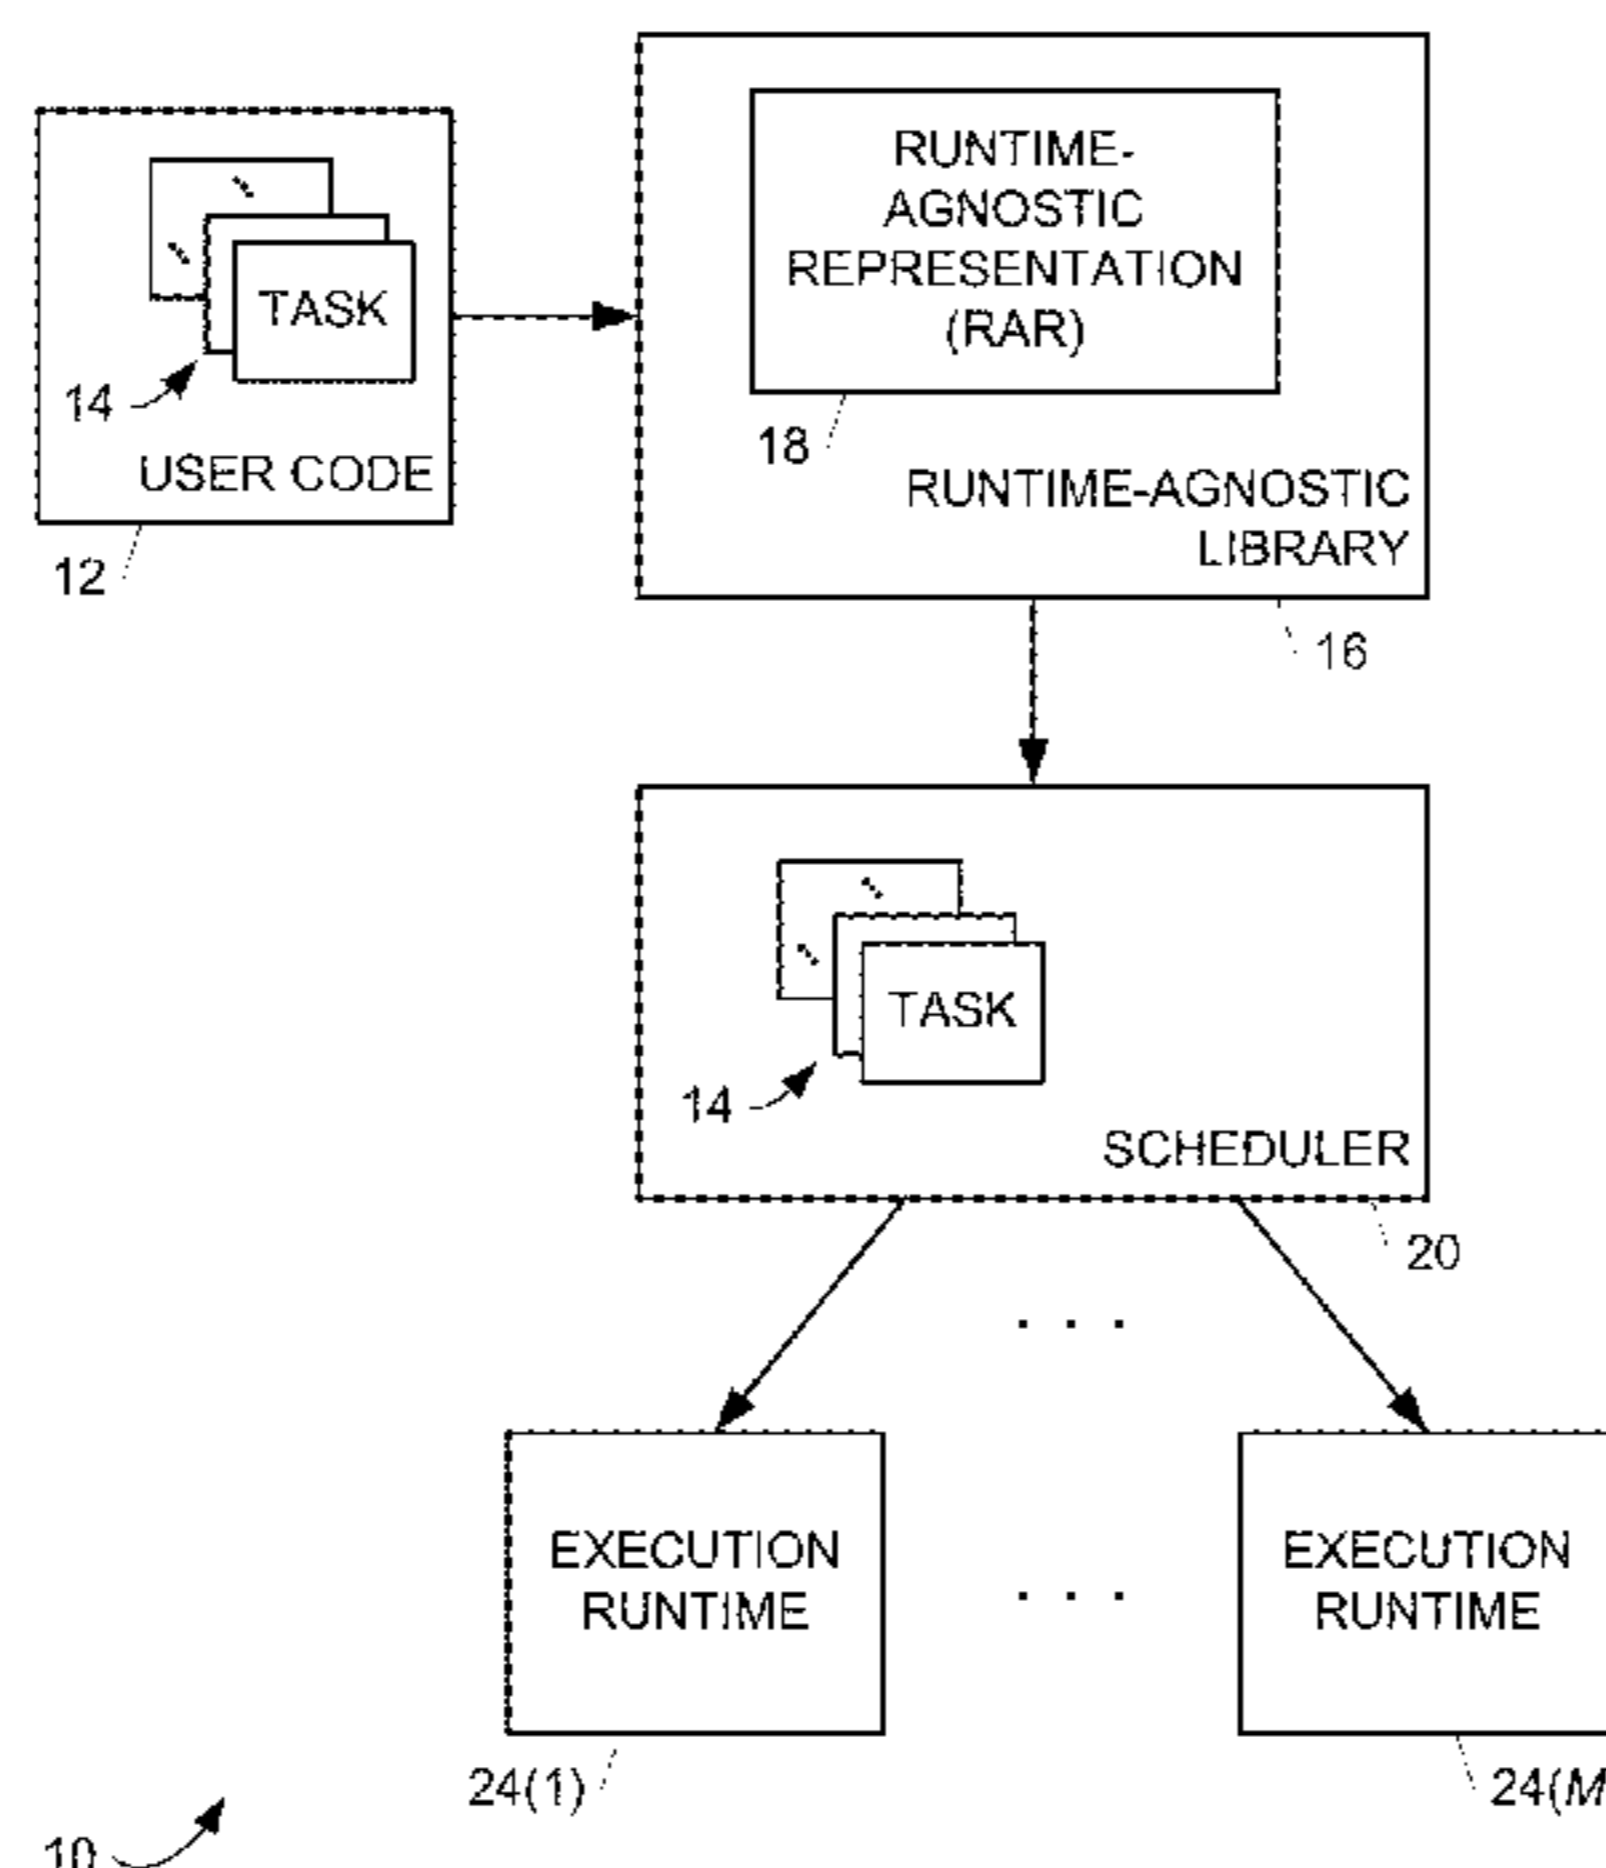 RUNTIME-
AGNOSTIC
REPRESENTATION
(RAR)
TASK
14
18
USER CODE
RUNTIME-AGNOSTIC
LIBRARY
12
16
TASK
14
SCHEDULER
20
. . .
EXECUTION
RUNTIME
. . .
EXECUTION
RUNTIME
24(1)
24(M
10